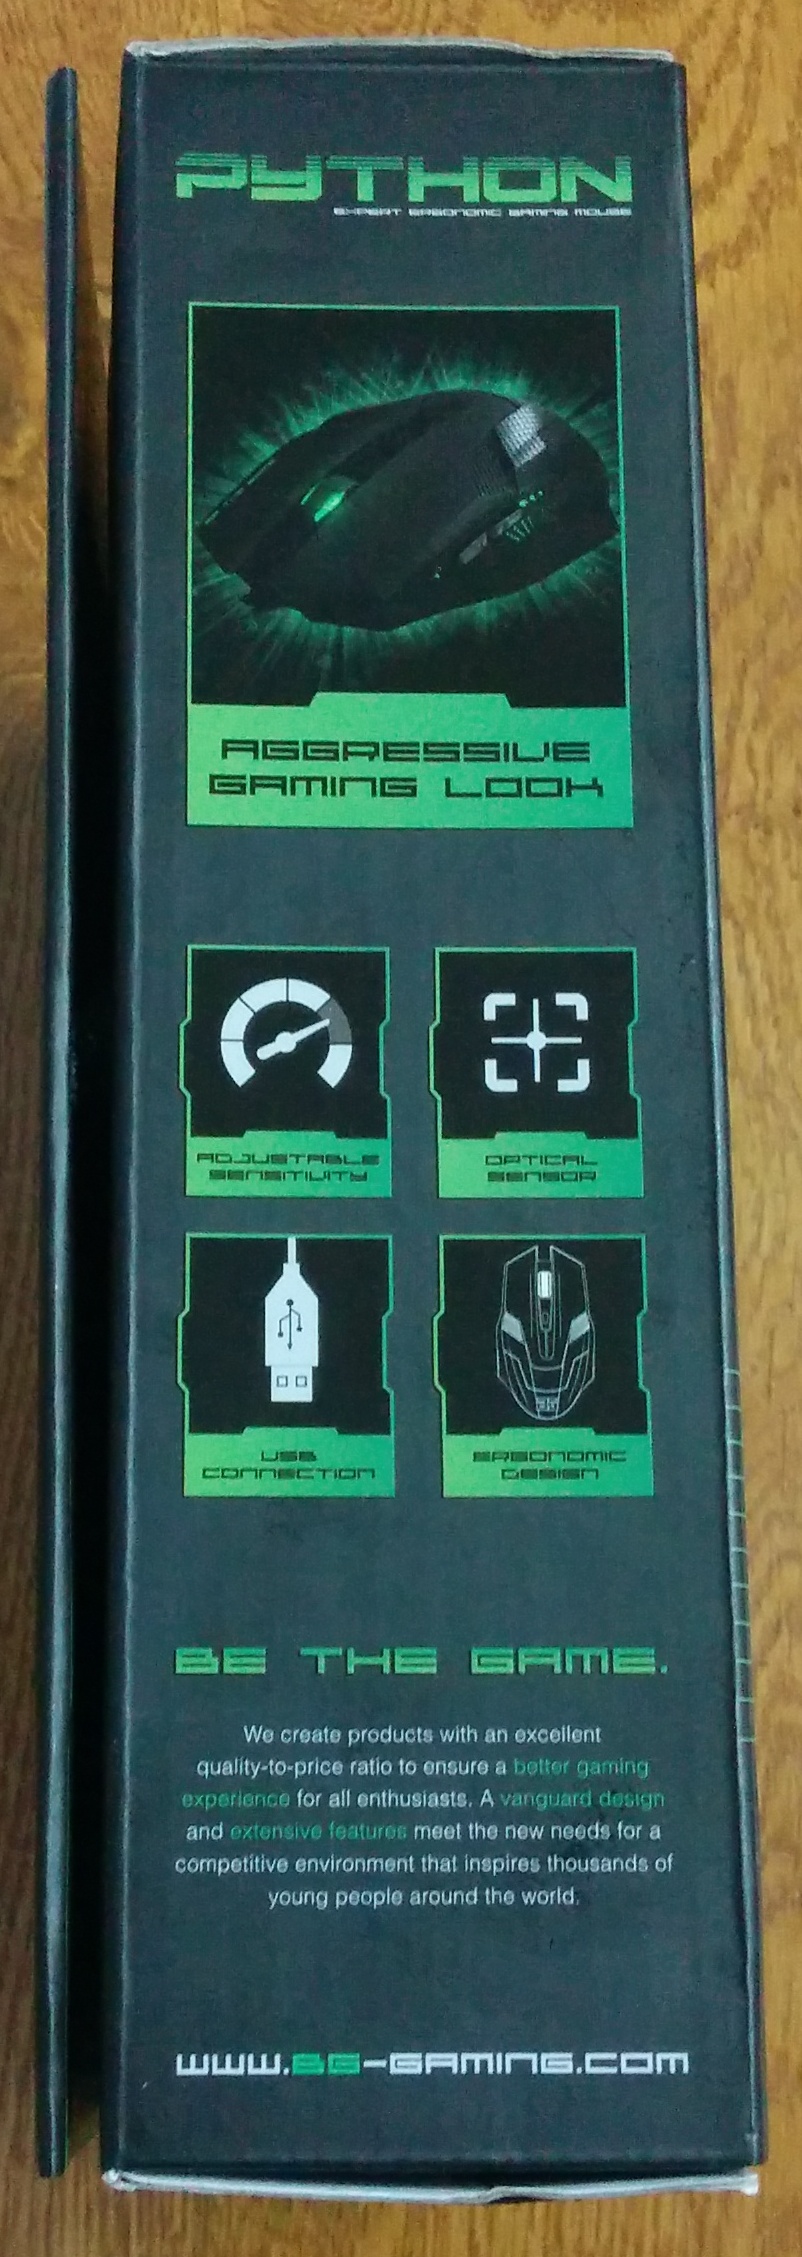 PYTHON
EXPERT ERGONOMIC GAMING MOUSE
AGGRESSIVE
GAMING LOOK
ADJUSTABLE
SENSITIVITY
OPTICAL
SENSOR
USB
CONNECTION
ERGONOMIC
DESIGN
BE THE GAME.
We create products with an excellent
quality-to-price ratio to ensure a better gaming
experience for all enthusiasts. A vanguard design
and extensive features meet the new needs for a
competitive environment that inspires thousands of
young people around the world.
WWW.BG-GAMING.COM